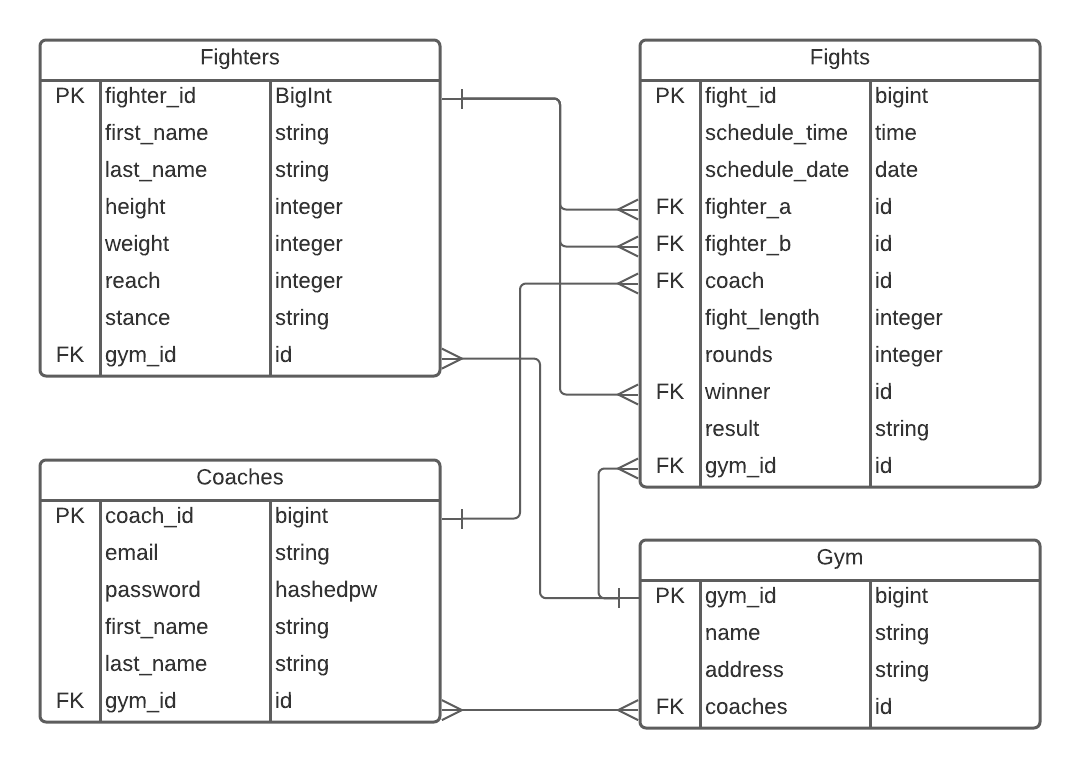 Fighters
PK fighter_id BigInt
first_name string
last_name string
height integer
weight integer
reach integer
stance string
FK gym_id id
Fights
PK fight_id bigint
schedule_time time
schedule_date date
FK fighter_a id
FK fighter_b id
FK coach id
fight_length integer
rounds integer
FK winner id
result string
FK gym_id id
Coaches
PK coach_id bigint
email string
password hashedpw
first_name string
last_name string
FK gym_id id
Gym
PK gym_id bigint
name string
address string
FK coaches id